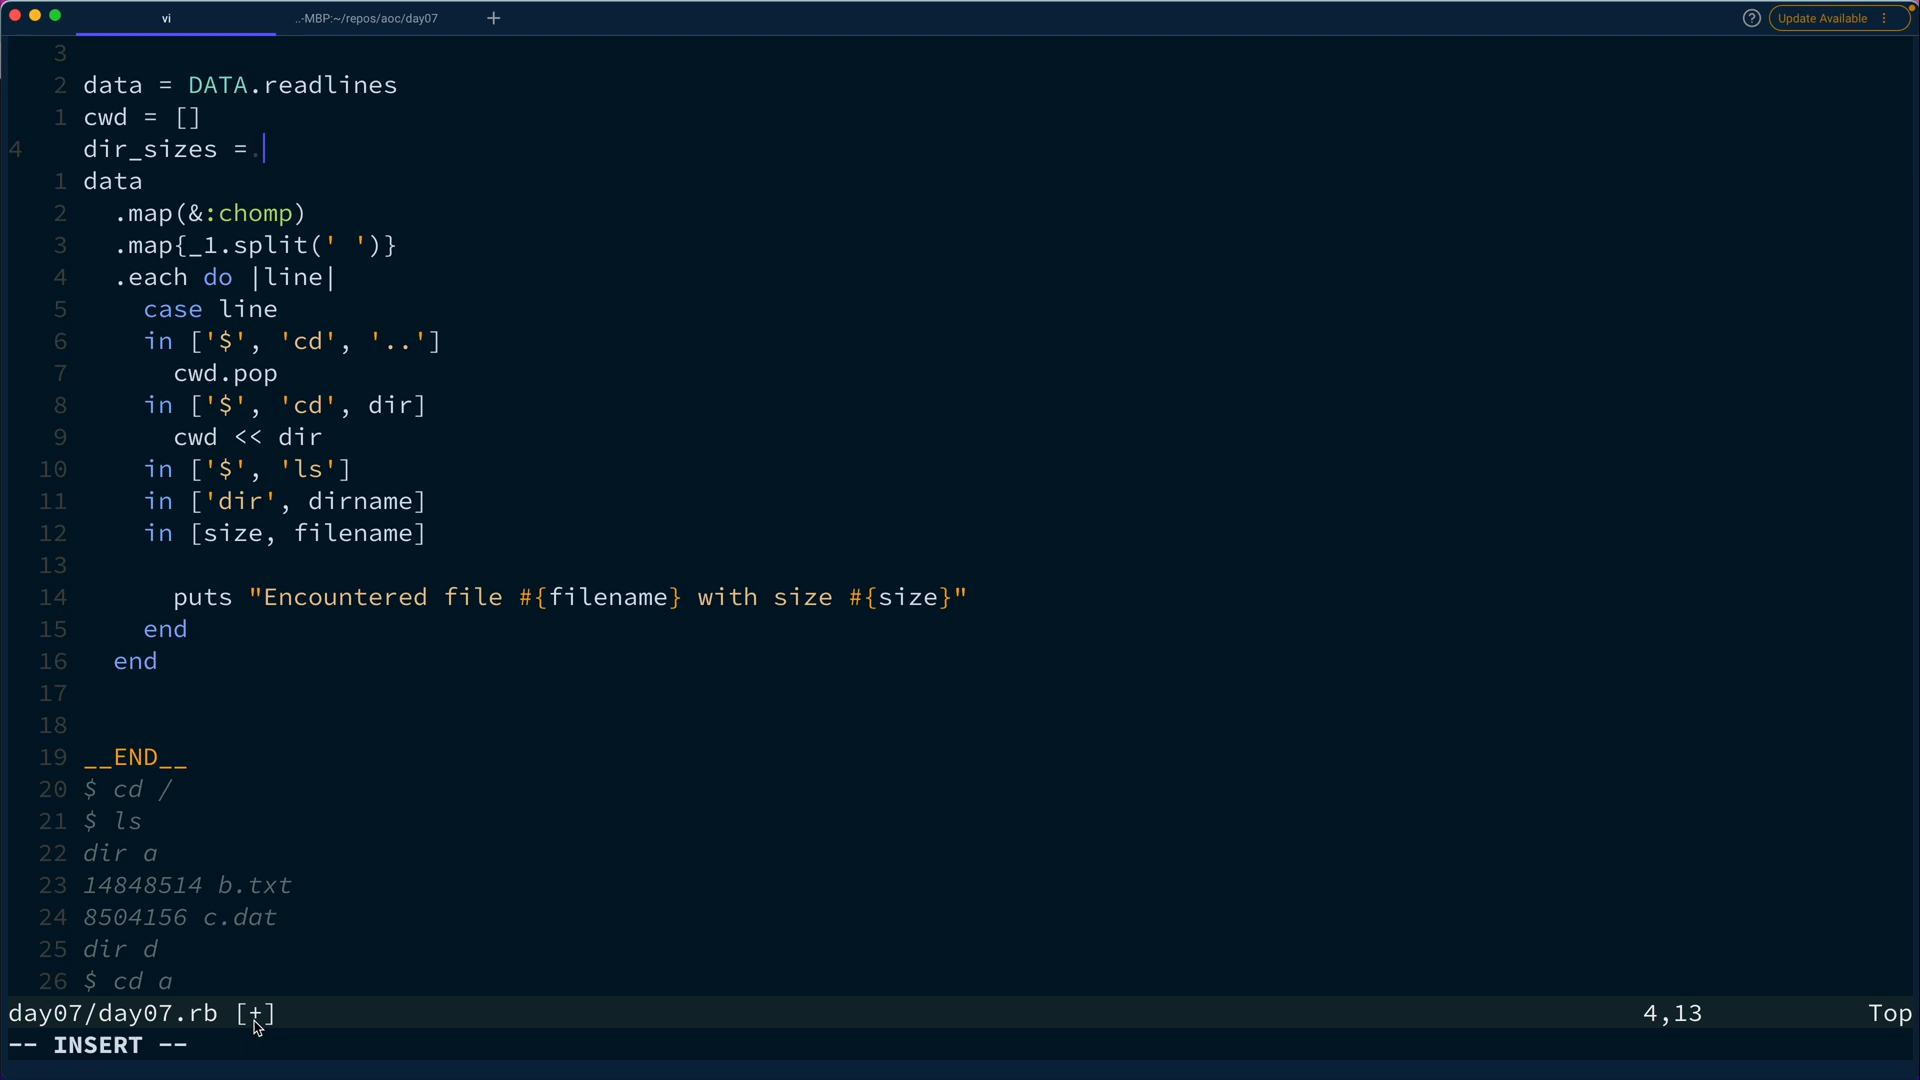 vi ..-MBP:~/repos/aoc/day07 + ? Update Available
3
2 data = DATA.readlines
1 cwd = []
4 dir_sizes =.
1 data
2   .map(&:chomp)
3   .map{_1.split(' ')}
4   .each do |line|
5     case line
6     in ['$', 'cd', '..']
7       cwd.pop
8     in ['$', 'cd', dir]
9       cwd << dir
10     in ['$', 'ls']
11     in ['dir', dirname]
12     in [size, filename]
13
14       puts "Encountered file #{filename} with size #{size}"
15     end
16   end
17
18
19 __END__
20 $ cd /
21 $ ls
22 dir a
23 14848514 b.txt
24 8504156 c.dat
25 dir d
26 $ cd a
day07/day07.rb [+] 4,13 Top
-- INSERT --